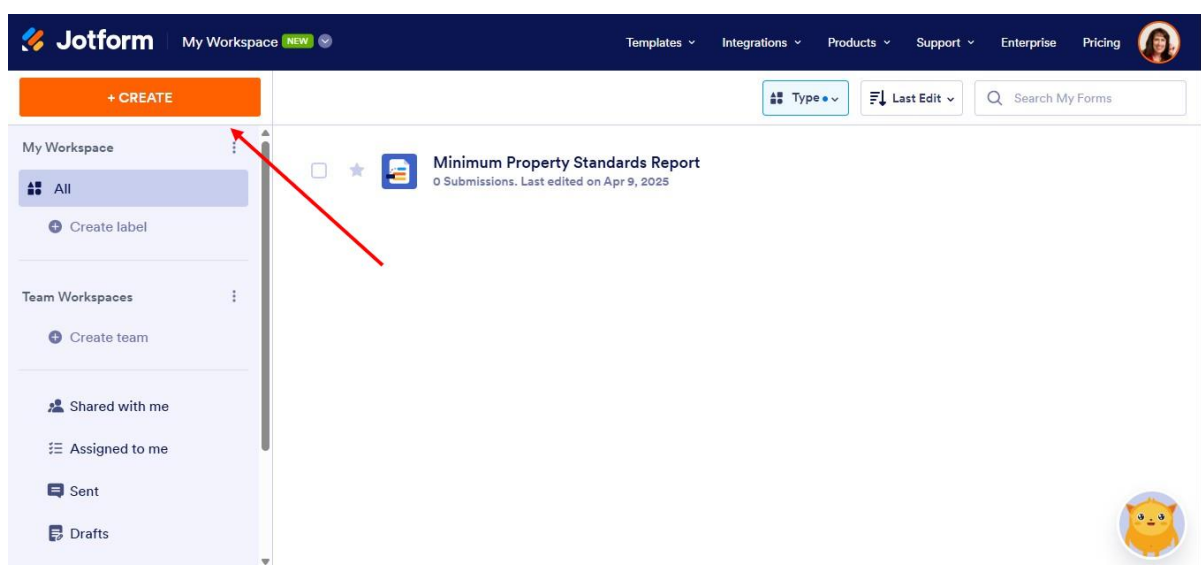 Jotform My Workspace NEW Templates Integrations Products Support Enterprise Pricing
+ CREATE Type Last Edit Search My Forms
My Workspace
Minimum Property Standards Report
0 Submissions. Last edited on Apr 9, 2025
All
Create label
Team Workspaces
Create team
Shared with me
Assigned to me
Sent
Drafts